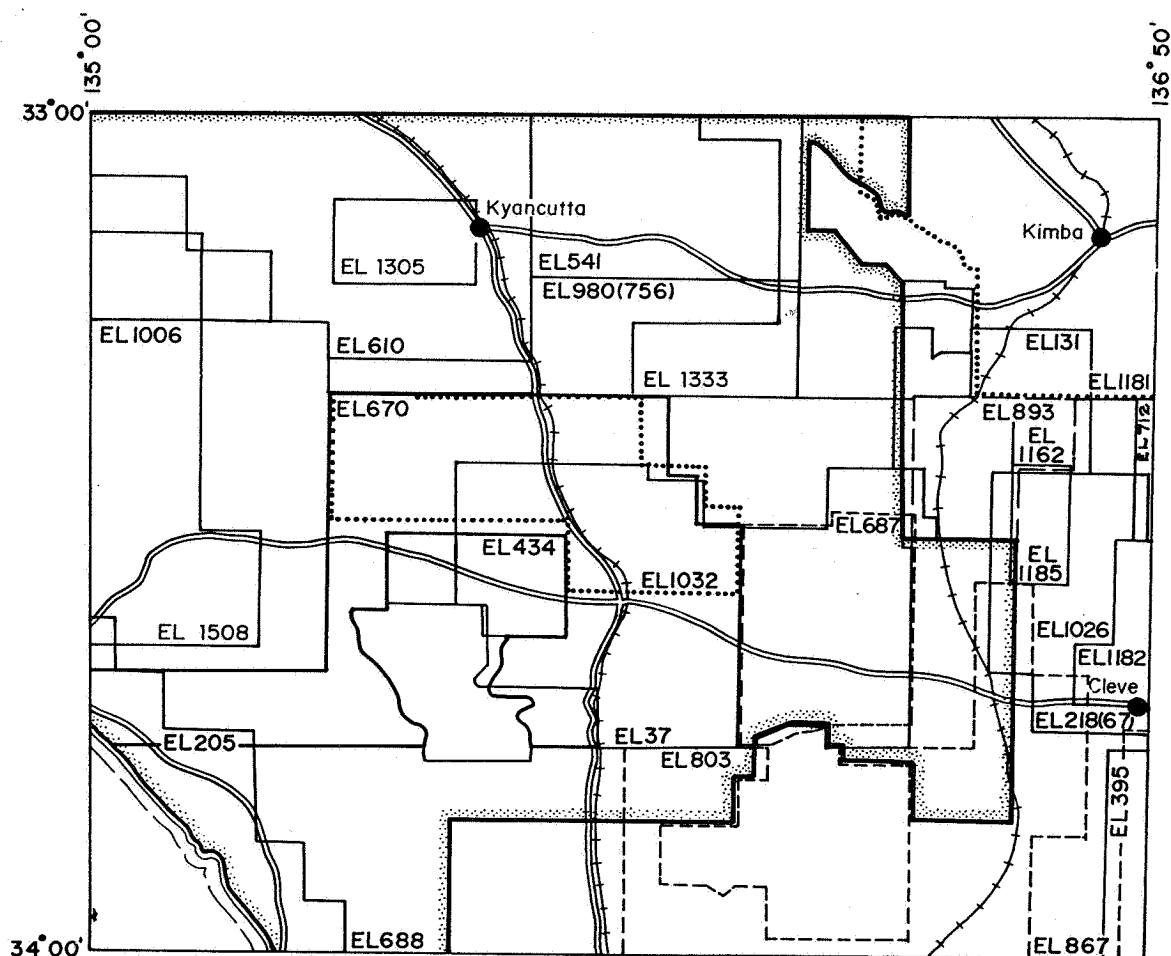 135°00'
136°50'
33°00'
Kyancutta
Kimba
EL 1305
EL541
EL980(756)
EL1006
EL610
EL131
EL 1333
EL1181
EL670
EL893
EL712
EL
1162
EL687
EL434
EL
1185
EL1032
EL 1508
EL1026
EL1182
Cleve
EL218(67)
EL205
EL37
EL803
EL395
34°00'
EL688
EL867